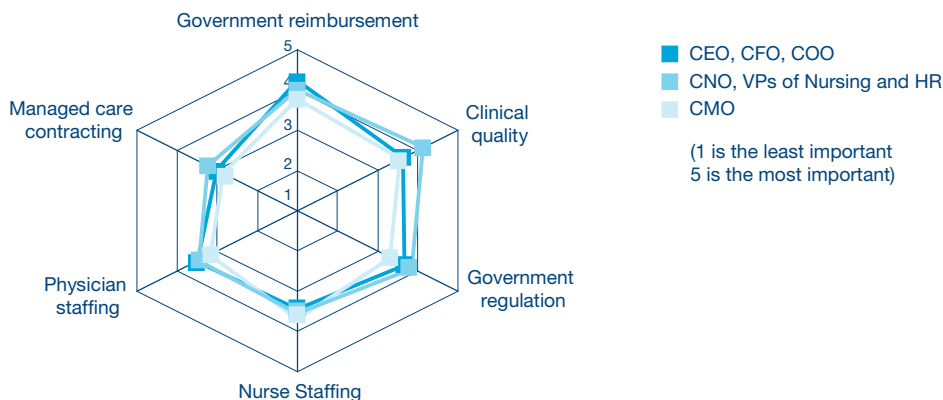 Government reimbursement
5
4
3
2
1
Managed care
contracting
Clinical
quality
Physician
staffing
Government
regulation
Nurse Staffing
CEO, CFO, COO
CNO, VPs of Nursing and HR
CMO
(1 is the least important
5 is the most important)